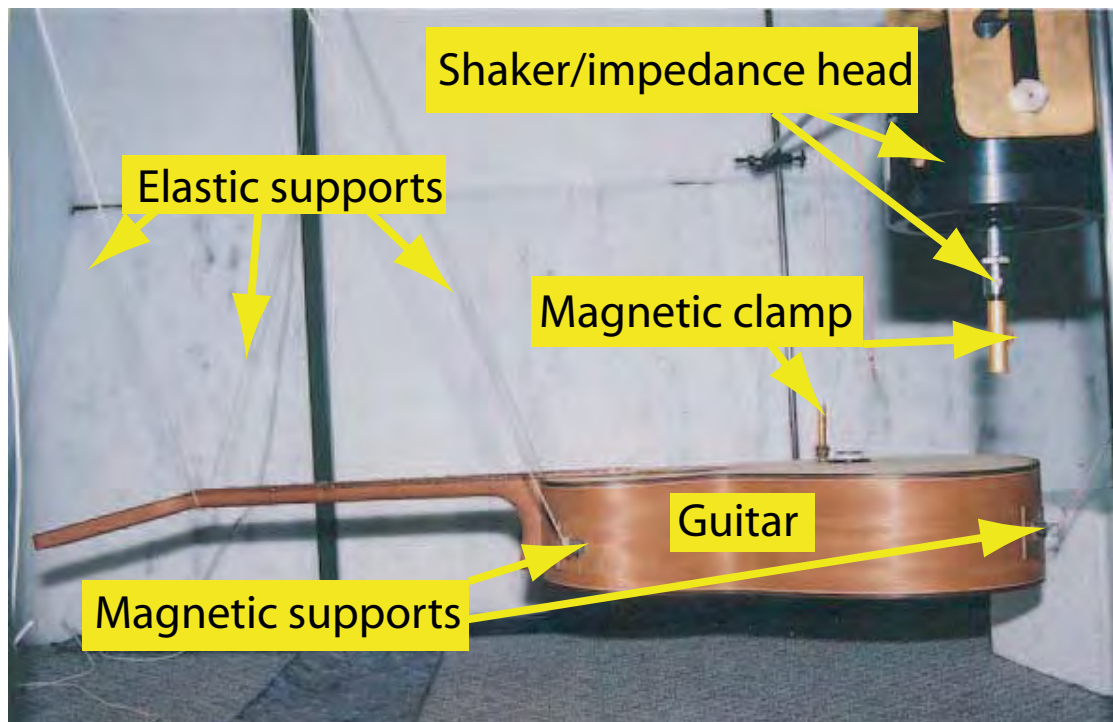 Shaker/impedance head
Elastic supports
Magnetic clamp
Guitar
Magnetic supports